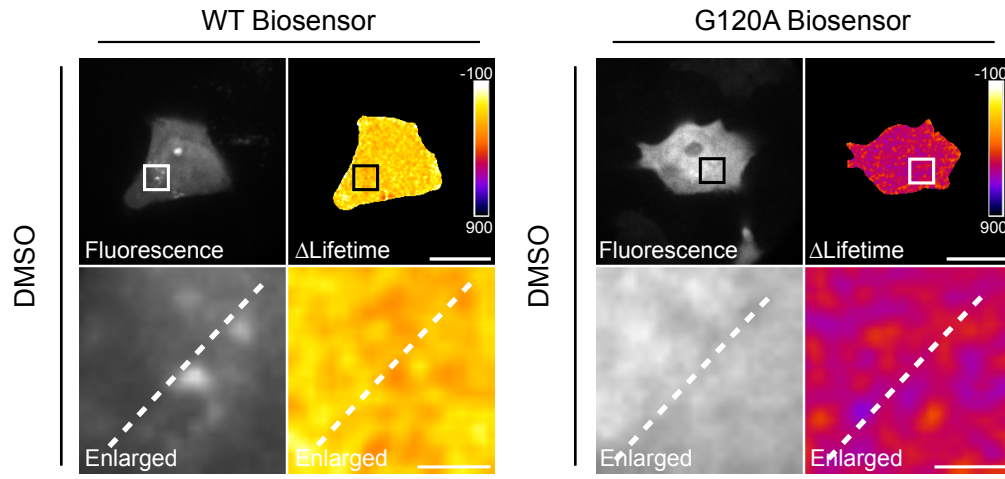 WT Biosensor
G120A Biosensor
DMSO
Fluorescence
ΔLifetime
-100
900
Enlarged
Enlarged
DMSO
Fluorescence
ΔLifetime
-100
900
Enlarged
Enlarged